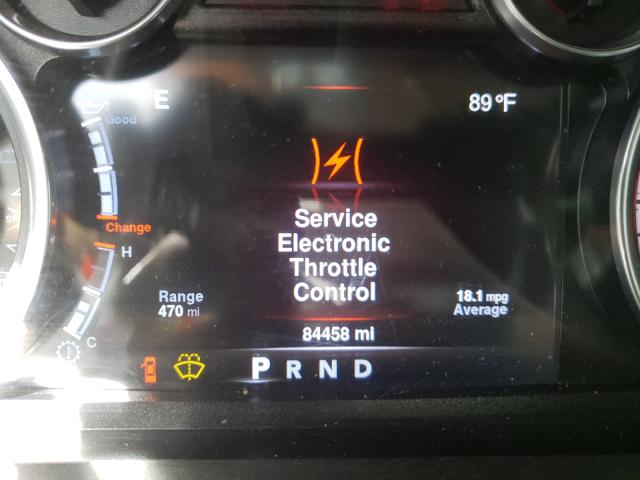 E
89°F
Good
Change
H
Service
Electronic
Throttle
Control
Range
470 mi
18.1 mpg
Average
84458 mi
C
P R N D